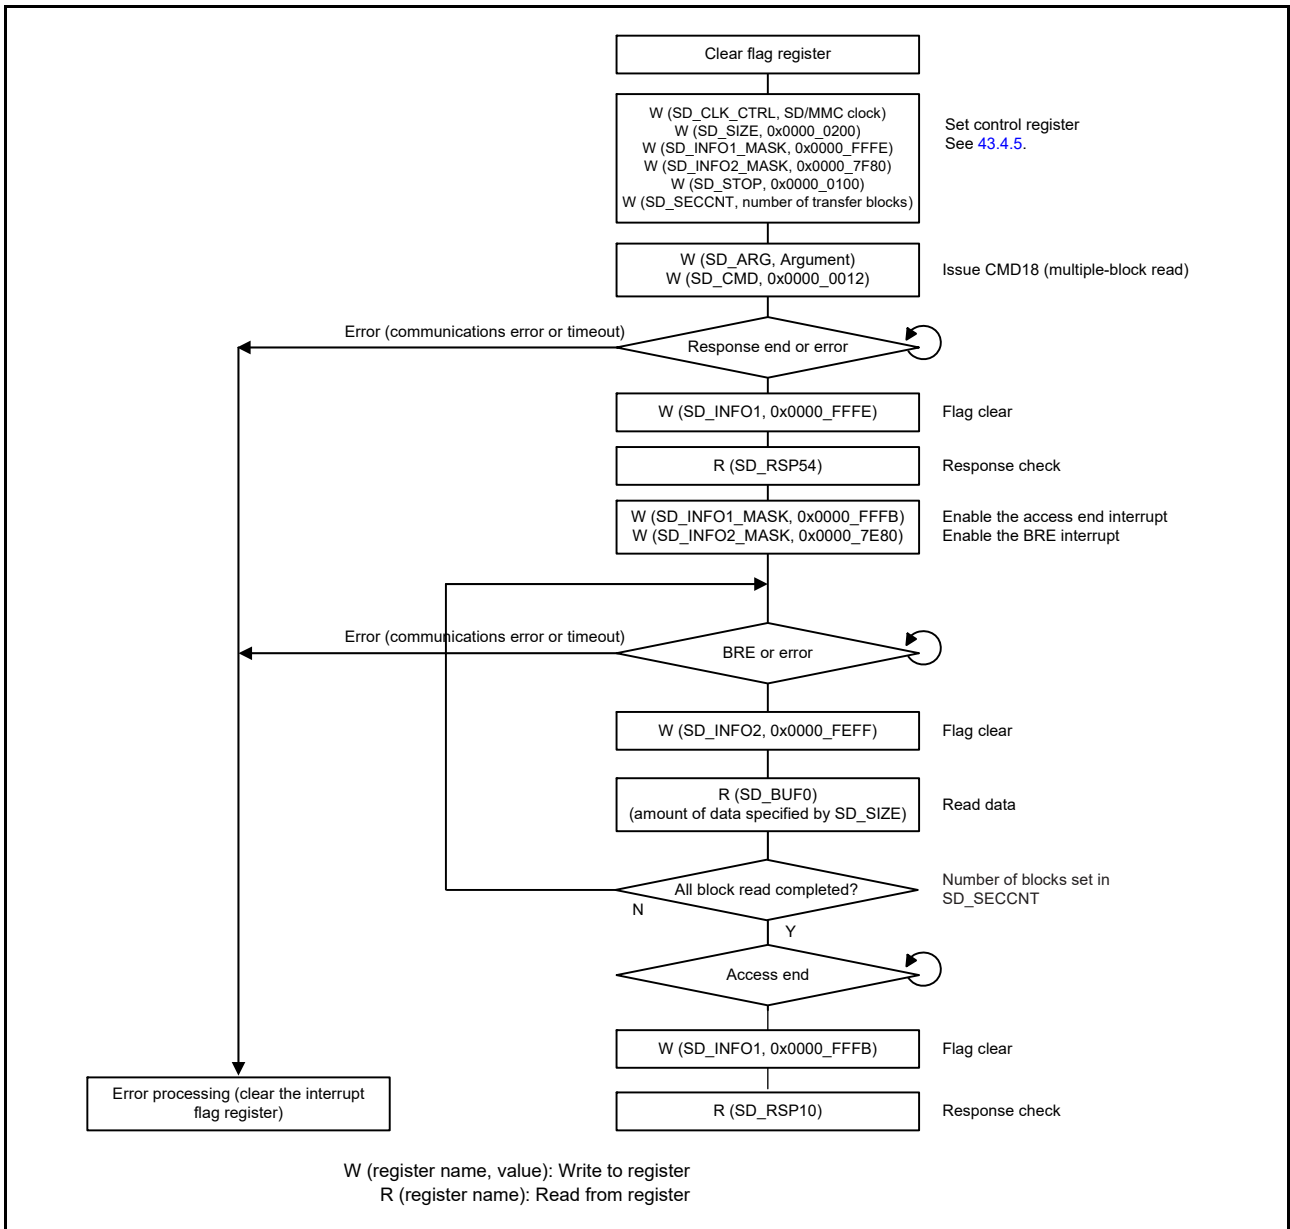 Clear flag register
W (SD_CLK_CTRL, SD/MMC clock)
W (SD_SIZE, 0x0000_0200)
W (SD_INFO1_MASK, 0x0000_FFFE)
W (SD_INFO2_MASK, 0x0000_7F80)
W (SD_STOP, 0x0000_0100)
W (SD_SECCNT, number of transfer blocks)
Set control register
See 43.4.5.
W (SD_ARG, Argument)
W (SD_CMD, 0x0000_0012)
Issue CMD18 (multiple-block read)
Error (communications error or timeout)
Response end or error
W (SD_INFO1, 0x0000_FFFE)
Flag clear
R (SD_RSP54)
Response check
W (SD_INFO1_MASK, 0x0000_FFFB)
W (SD_INFO2_MASK, 0x0000_7E80)
Enable the access end interrupt
Enable the BRE interrupt
Error (communications error or timeout)
BRE or error
W (SD_INFO2, 0x0000_FEFF)
Flag clear
R (SD_BUF0)
(amount of data specified by SD_SIZE)
Read data
All block read completed?
Number of blocks set in
SD_SECCNT
N
Y
Access end
W (SD_INFO1, 0x0000_FFFB)
Flag clear
Error processing (clear the interrupt
flag register)
R (SD_RSP10)
Response check
W (register name, value): Write to register
R (register name): Read from register